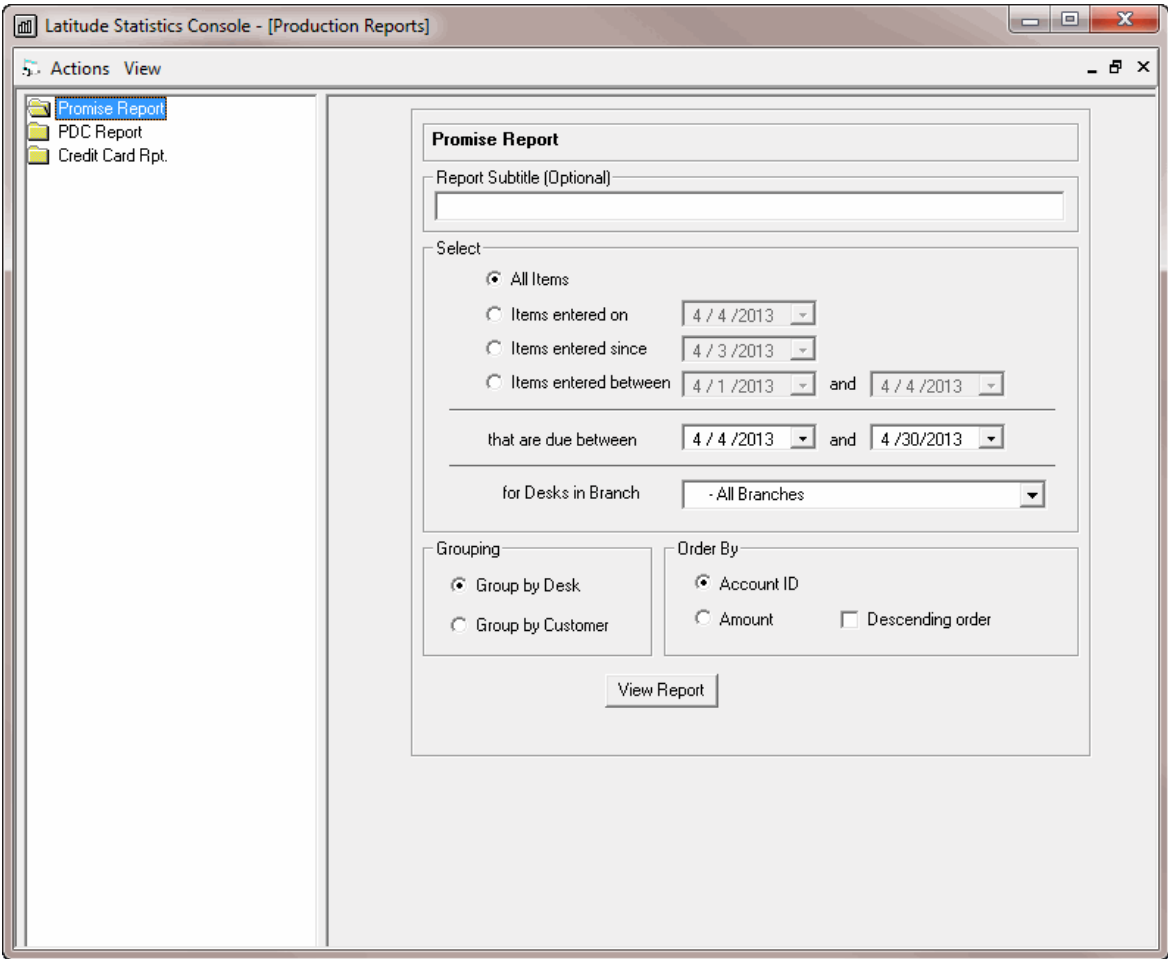 Latitude Statistics Console - [Production Reports]
Actions View
Promise Report
PDC Report
Credit Card Rpt.
Promise Report
Report Subtitle (Optional)
Select
All Items
Items entered on 4 / 4 /2013
Items entered since 4 / 3 /2013
Items entered between 4 / 1 /2013 and 4 / 4 /2013
that are due between 4 / 4 /2013 and 4 /30/2013
for Desks in Branch - All Branches
Grouping
Group by Desk
Group by Customer
Order By
Account ID
Amount Descending order
View Report